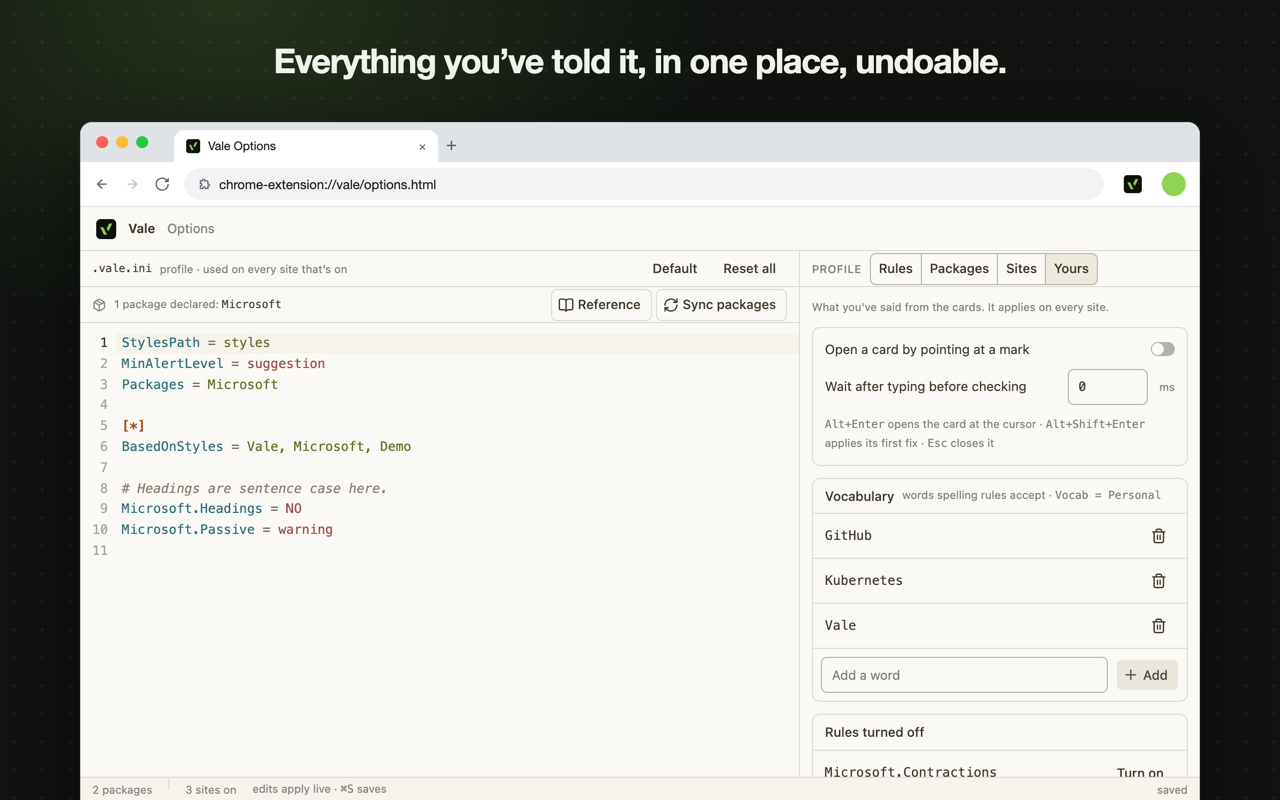 Everything you've told it, in one place, undoable.
Vale Options
chrome-extension://vale/options.html
Vale Options
.vale.ini profile · used on every site that's on
Default Reset all
PROFILE Rules Packages Sites Yours
1 package declared: Microsoft
Reference Sync packages
1 StylesPath = styles
2 MinAlertLevel = suggestion
3 Packages = Microsoft
4
5 [*]
6 BasedOnStyles = Vale, Microsoft, Demo
7
8 # Headings are sentence case here.
9 Microsoft.Headings = NO
10 Microsoft.Passive = warning
11
What you've said from the cards. It applies on every site.
Open a card by pointing at a mark
Wait after typing before checking 0 ms
Alt+Enter opens the card at the cursor · Alt+Shift+Enter
applies its first fix · Esc closes it
Vocabulary words spelling rules accept · Vocab = Personal
GitHub
Kubernetes
Vale
Add a word + Add
Rules turned off
Microsoft.Contractions Turn on
2 packages 3 sites on edits apply live · ⌘S saves saved